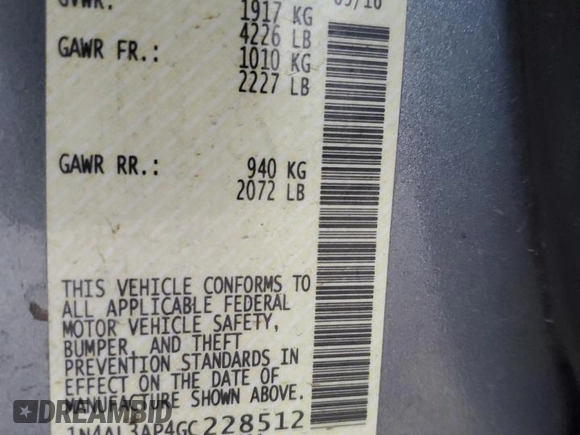 GVWR: 1917 KG
4226 LB
GAWR FR.: 1010 KG
2227 LB
GAWR RR.: 940 KG
2072 LB
THIS VEHICLE CONFORMS TO
ALL APPLICABLE FEDERAL
MOTOR VEHICLE SAFETY,
BUMPER, AND THEFT
PREVENTION STANDARDS IN
EFFECT ON THE DATE OF
MANUFACTURE SHOWN ABOVE.
1N4AL3AP4GC228512
DREAMBID